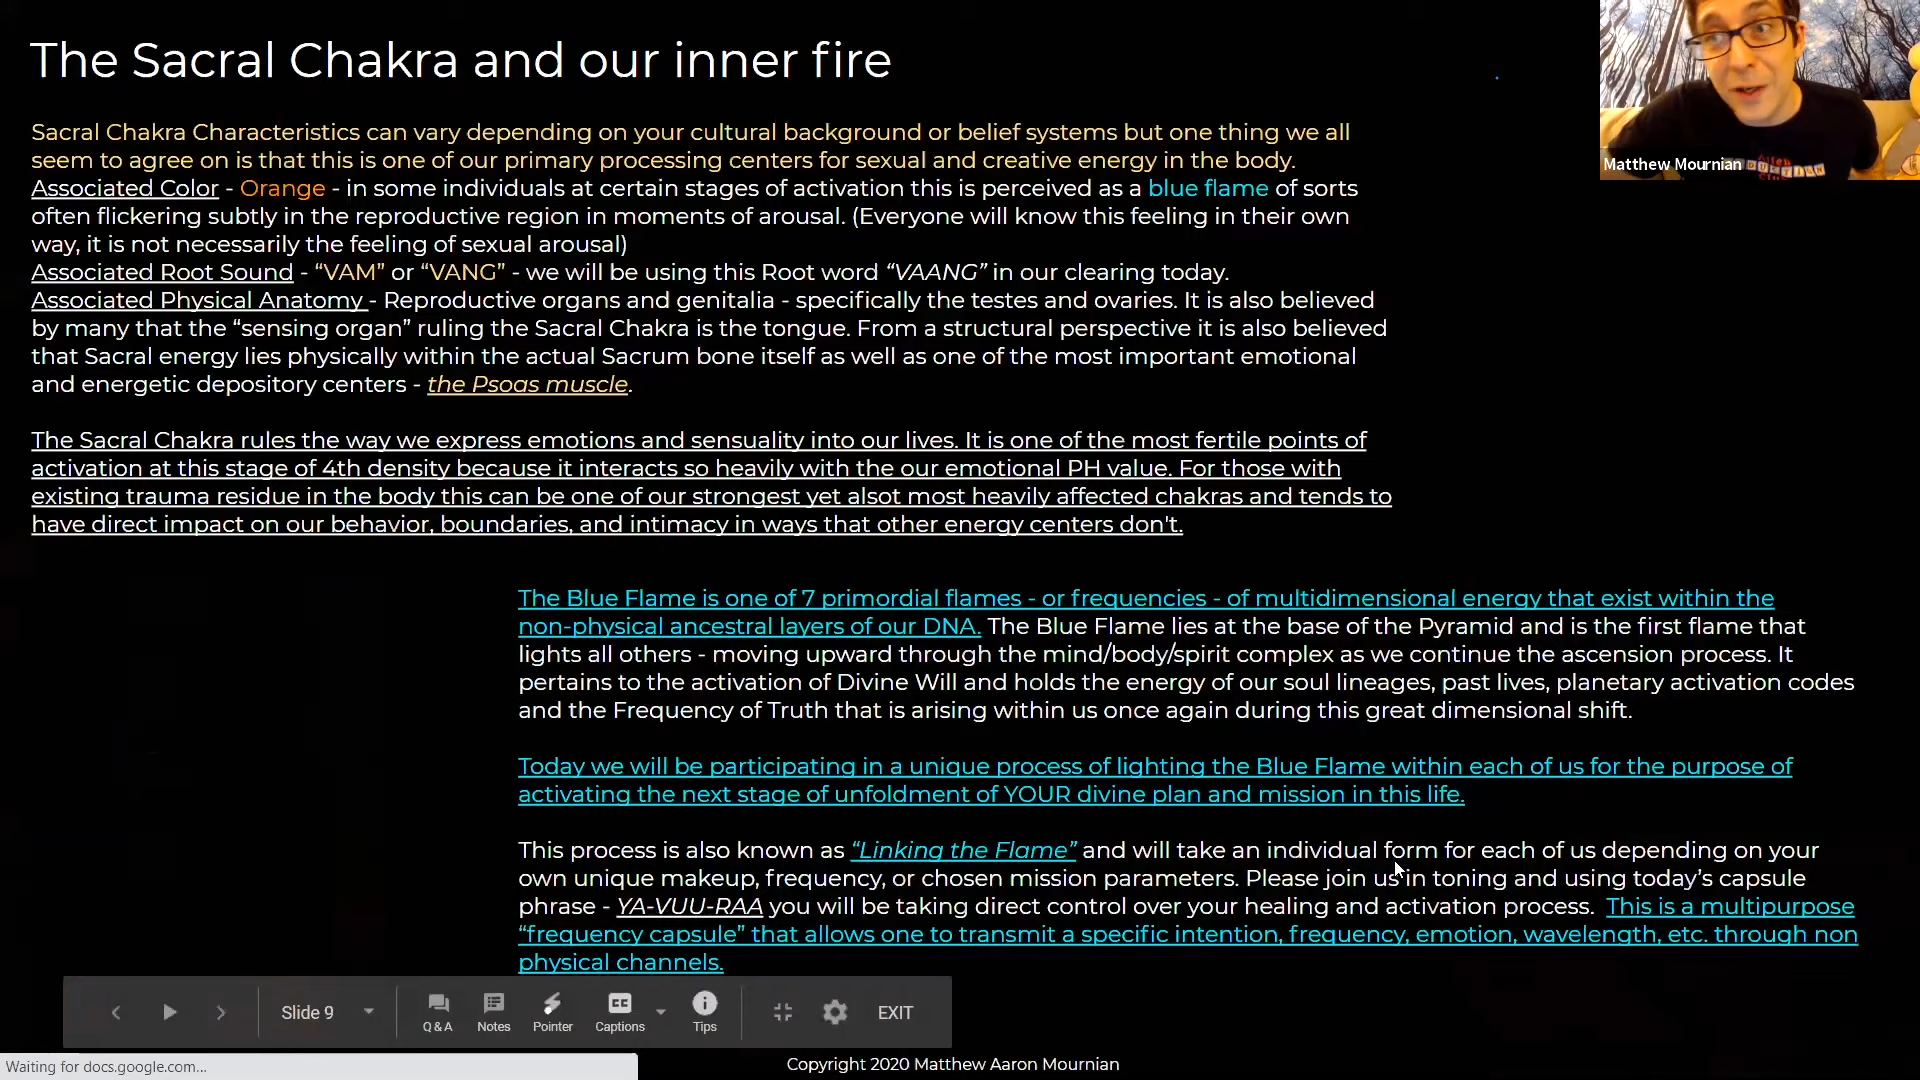 The Sacral Chakra and our inner fire
Sacral Chakra Characteristics can vary depending on your cultural background or belief systems but one thing we all
seem to agree on is that this is one of our primary processing centers for sexual and creative energy in the body.
Associated Color - Orange - in some individuals at certain stages of activation this is perceived as a blue flame of sorts
often flickering subtly in the reproductive region in moments of arousal. (Everyone will know this feeling in their own
way, it is not necessarily the feeling of sexual arousal)
Associated Root Sound - “VAM” or “VANG” - we will be using this Root word “VAANG” in our clearing today.
Associated Physical Anatomy - Reproductive organs and genitalia - specifically the testes and ovaries. It is also believed
by many that the “sensing organ” ruling the Sacral Chakra is the tongue. From a structural perspective it is also believed
that Sacral energy lies physically within the actual Sacrum bone itself as well as one of the most important emotional
and energetic depository centers - the Psoas muscle.
The Sacral Chakra rules the way we express emotions and sensuality into our lives. It is one of the most fertile points of
activation at this stage of 4th density because it interacts so heavily with the our emotional PH value. For those with
existing trauma residue in the body this can be one of our strongest yet alsot most heavily affected chakras and tends to
have direct impact on our behavior, boundaries, and intimacy in ways that other energy centers don't.
The Blue Flame is one of 7 primordial flames - or frequencies - of multidimensional energy that exist within the
non-physical ancestral layers of our DNA. The Blue Flame lies at the base of the Pyramid and is the first flame that
lights all others - moving upward through the mind/body/spirit complex as we continue the ascension process. It
pertains to the activation of Divine Will and holds the energy of our soul lineages, past lives, planetary activation codes
and the Frequency of Truth that is arising within us once again during this great dimensional shift.
Today we will be participating in a unique process of lighting the Blue Flame within each of us for the purpose of
activating the next stage of unfoldment of YOUR divine plan and mission in this life.
This process is also known as “Linking the Flame” and will take an individual form for each of us depending on your
own unique makeup, frequency, or chosen mission parameters. Please join us in toning and using today’s capsule
phrase - YA-VUU-RAA you will be taking direct control over your healing and activation process. This is a multipurpose
“frequency capsule” that allows one to transmit a specific intention, frequency, emotion, wavelength, etc. through non
physical channels.
Matthew Mournian
Slide 9
Q & A
Notes
Pointer
CC
Captions
Tips
EXIT
Waiting for docs.google.com...
Copyright 2020 Matthew Aaron Mournian